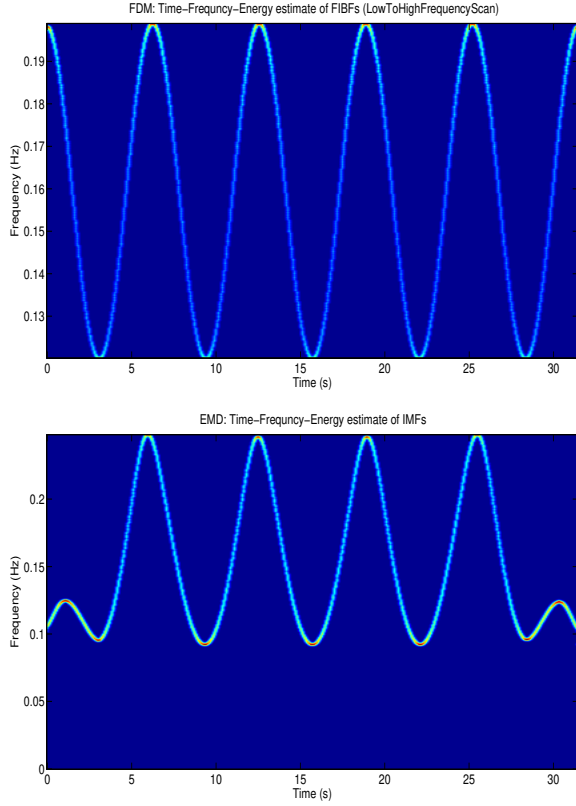 FDM: Time-Frequncy-Energy estimate of FIBFs (LowToHighFrequencyScan)
0.19
0.18
0.17
0.16
0.15
0.14
0.13
Frequency (Hz)
0 5 10 15 20 25 30
Time (s)
EMD: Time-Frequncy-Energy estimate of IMFs
0.2
0.15
0.1
0.05
0
Frequency (Hz)
0 5 10 15 20 25 30
Time (s)